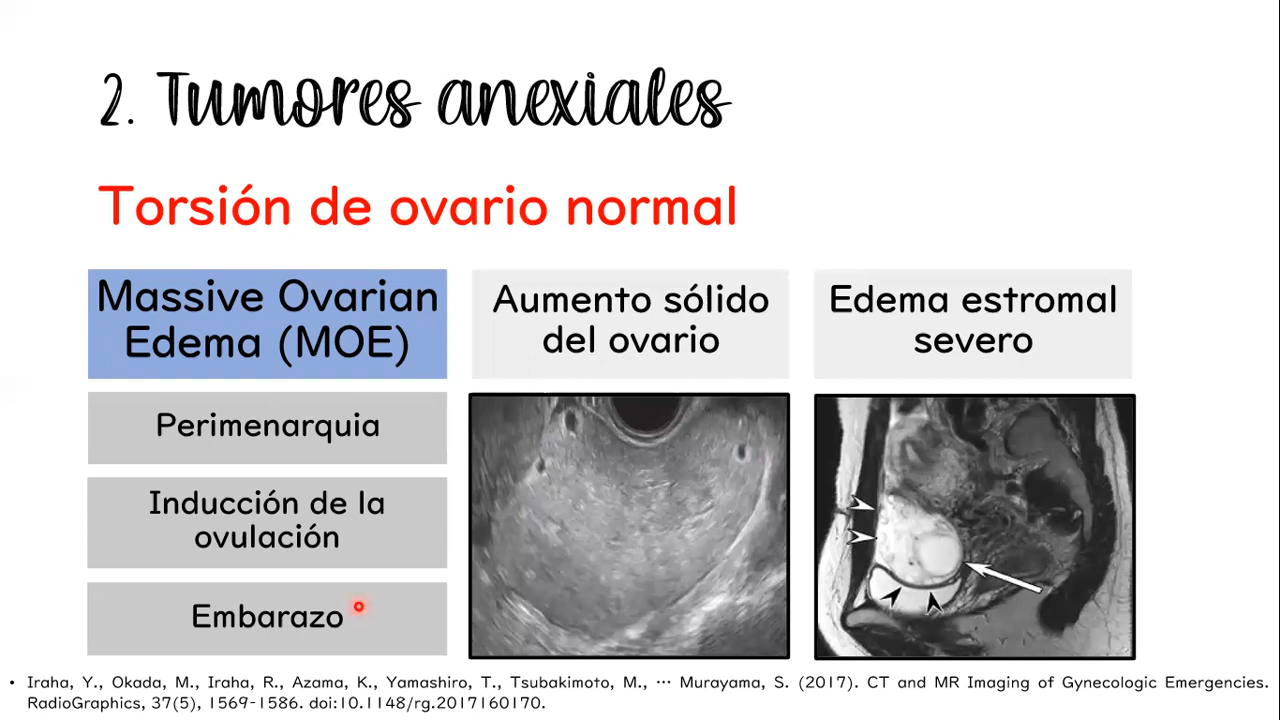 2. Tumores anexiales
Torsión de ovario normal
Massive Ovarian
Edema (MOE)
Perimenarquia
Inducción de la
ovulación
Embarazo
Aumento sólido
del ovario
Edema estromal
severo
• Iraha, Y., Okada, M., Iraha, R., Azama, K., Yamashiro, T., Tsubakimoto, M., … Murayama, S. (2017). CT and MR Imaging of Gynecologic Emergencies.
RadioGraphics, 37(5), 1569-1586. doi:10.1148/rg.2017160170.